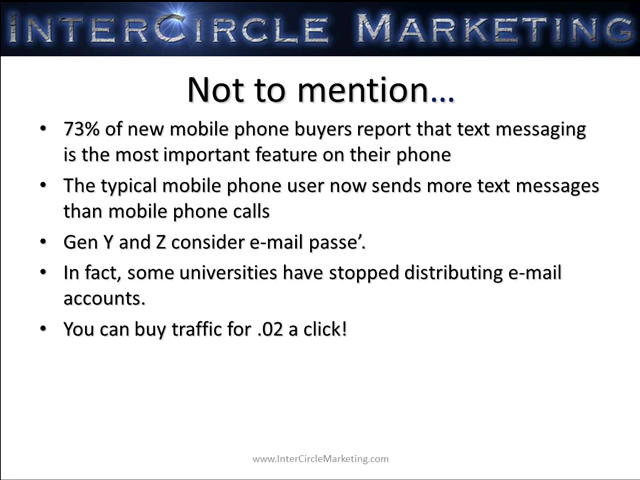 INTERCIRCLE MARKETING
Not to mention…
• 73% of new mobile phone buyers report that text messaging
is the most important feature on their phone
• The typical mobile phone user now sends more text messages
than mobile phone calls
• Gen Y and Z consider e-mail passe’.
• In fact, some universities have stopped distributing e-mail
accounts.
• You can buy traffic for .02 a click!
www.InterCircleMarketing.com